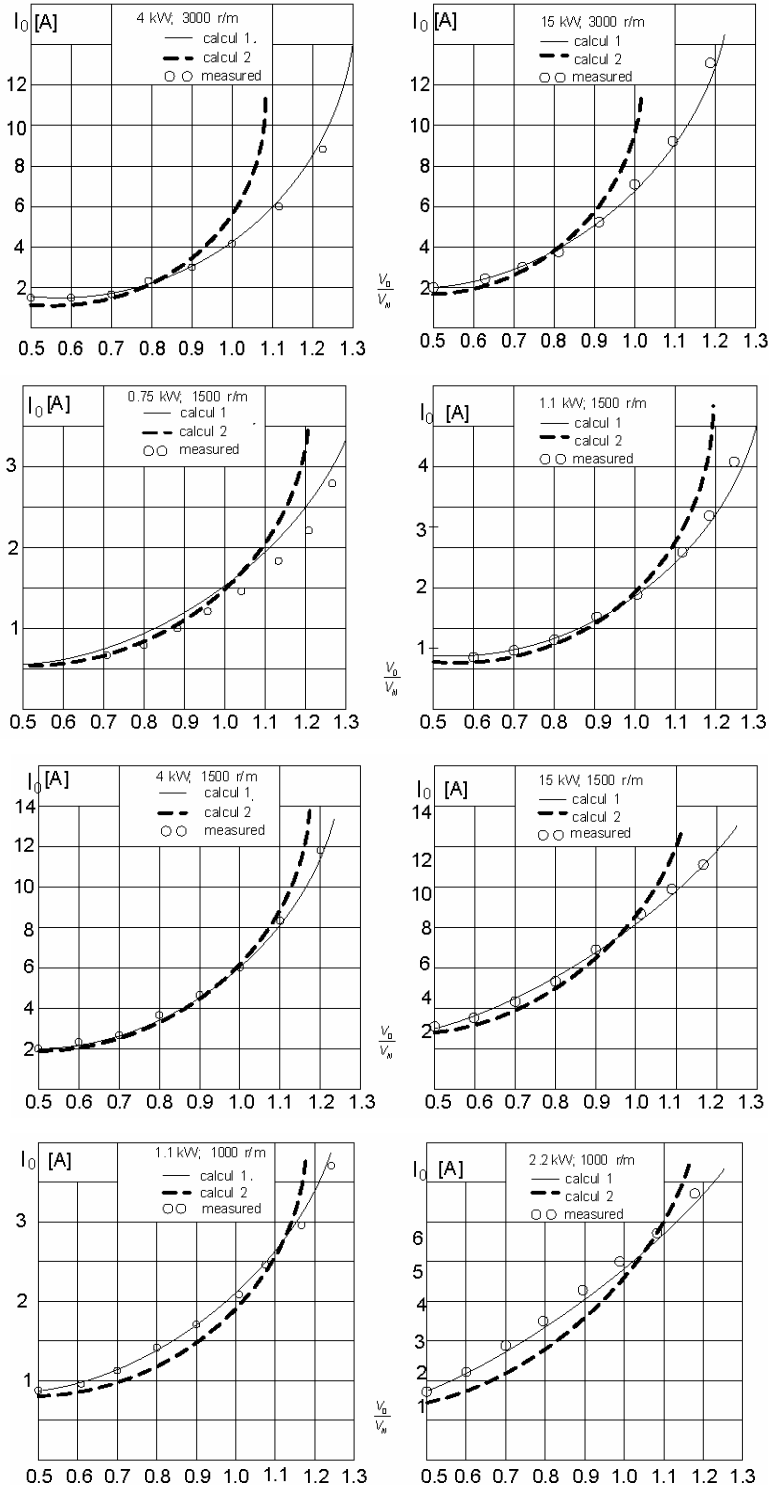 I0 [A]
4 kW; 3000 r/m
calcul 1.
calcul 2
measured
12
10
8
6
4
2
0.5 0.6 0.7 0.8 0.9 1.0 1.1 1.2 1.3
V0
VN
I0 [A]
15 kW; 3000 r/m
calcul 1
calcul 2
measured
12
10
8
6
4
2
0.5 0.6 0.7 0.8 0.9 1.0 1.1 1.2 1.3
I0 [A]
0.75 kW; 1500 r/m
calcul 1
calcul 2
measured
3
2
1
0.5 0.6 0.7 0.8 0.9 1.0 1.1 1.2 1.3
V0
VN
I0 [A]
1.1 kW; 1500 r/m
calcul 1
calcul 2
measured
4
3
2
1
0.5 0.6 0.7 0.8 0.9 1.0 1.1 1.2 1.3
I0 [A]
4 kW; 1500 r/m
calcul 1
calcul 2
measured
14
12
10
8
6
4
2
0.5 0.6 0.7 0.8 0.9 1.0 1.1 1.2 1.3
V0
VN
I0 [A]
15 kW; 1500 r/m
calcul 1
calcul 2
measured
14
12
10
8
6
4
2
0.5 0.6 0.7 0.8 0.9 1.0 1.1 1.2 1.3
I0 [A]
1.1 kW; 1000 r/m
calcul 1.
calcul 2
measured
3
2
1
0.5 0.6 0.7 0.8 0.9 1.0 1.1 1.2 1.3
V0
VN
I0 [A]
2.2 kW; 1000 r/m
calcul 1
calcul 2
measured
6
5
4
3
2
1
0.5 0.6 0.7 0.8 0.9 1.0 1.1 1.2 1.3